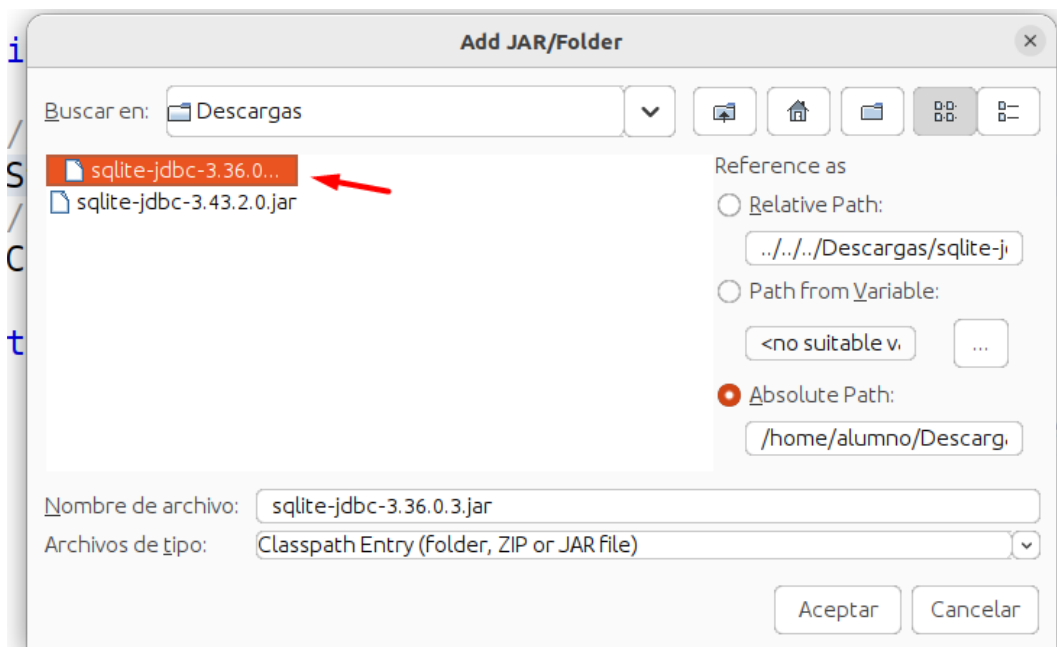 Add JAR/Folder
Buscar en: Descargas
sqlite-jdbc-3.36.0...
sqlite-jdbc-3.43.2.0.jar
Reference as
Relative Path:
../../../Descargas/sqlite-j
Path from Variable:
<no suitable va
...
Absolute Path:
/home/alumno/Descarga
Nombre de archivo: sqlite-jdbc-3.36.0.3.jar
Archivos de tipo: Classpath Entry (folder, ZIP or JAR file)
Aceptar Cancelar
i
/
S
/
C
t